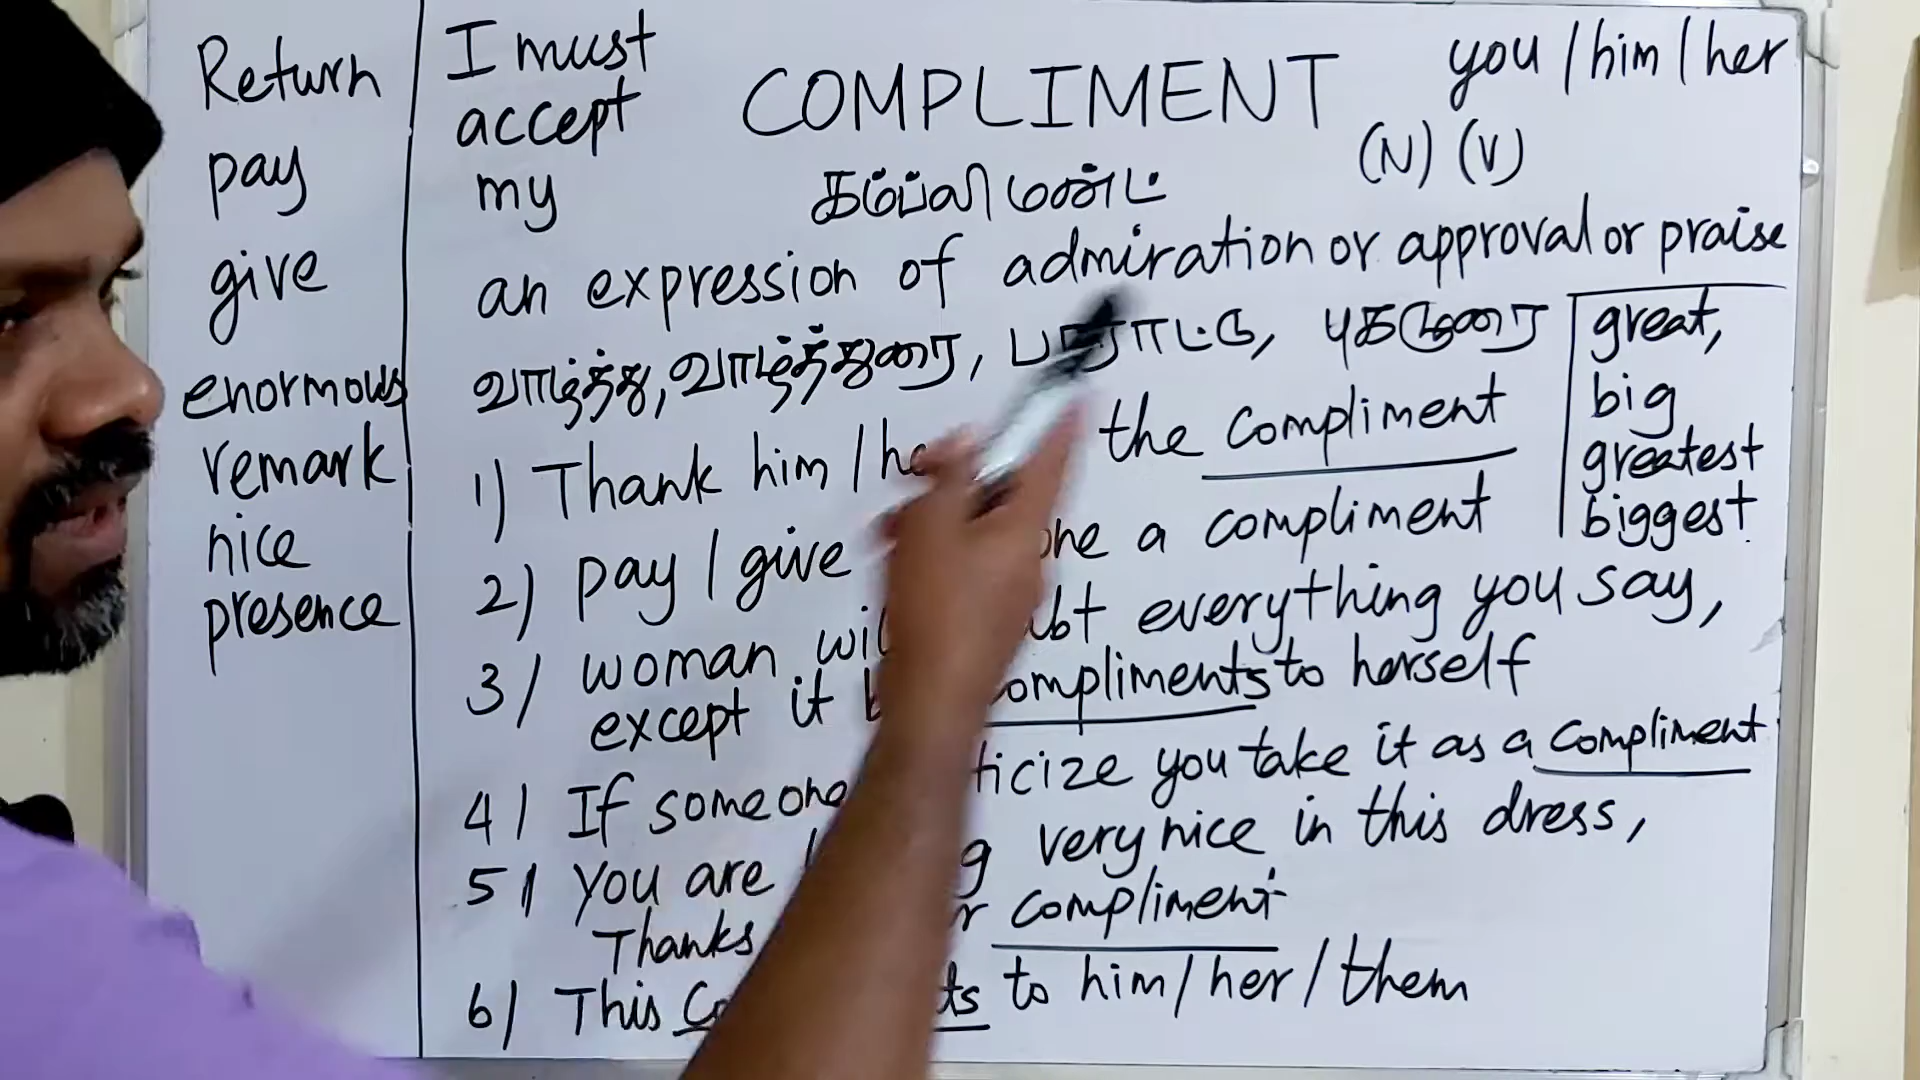 Return
pay
give
enormous
remark
nice
presence
I must
accept
my
COMPLIMENT
you / him / her
(N) (V)
கம்ப்ளிமண்ட்
an expression of admiration or approval or praise
வாழ்த்து, வாழ்த்துரை, பாராட்டு, புகழுரை
great,
big
greatest
biggest
1) Thank him / the compliment
2) pay / give a compliment
3) woman everything you say,
except it compliments to herself
4) If someone you take it as a compliment
5) You are very nice in this dress,
Thanks compliment
6) This to him / her / them